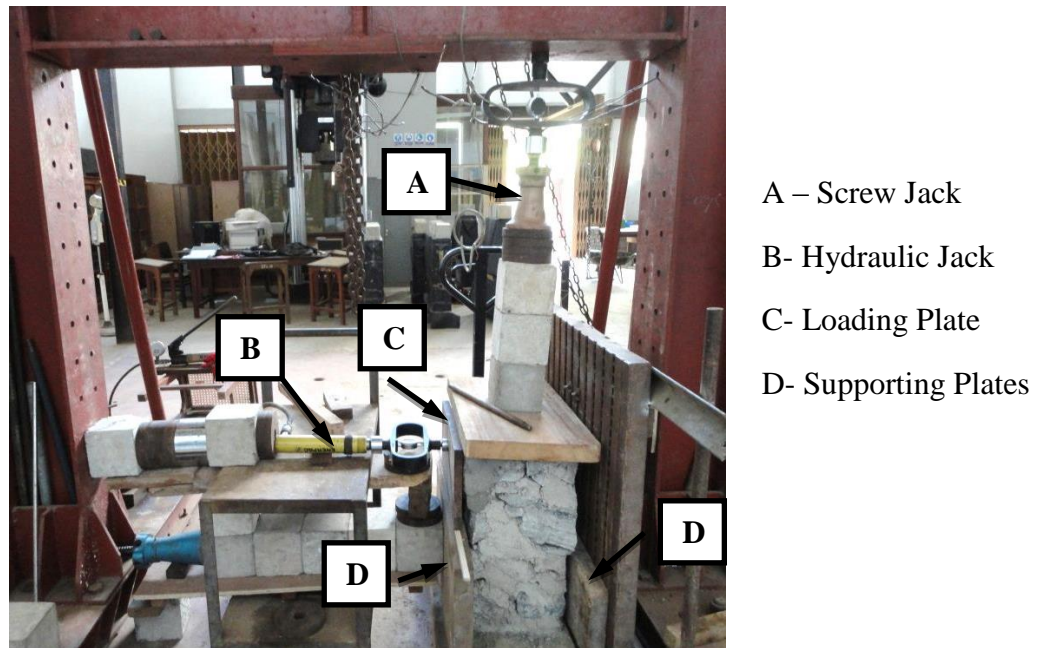 A
B
C
D
D
A – Screw Jack
B- Hydraulic Jack
C- Loading Plate
D- Supporting Plates